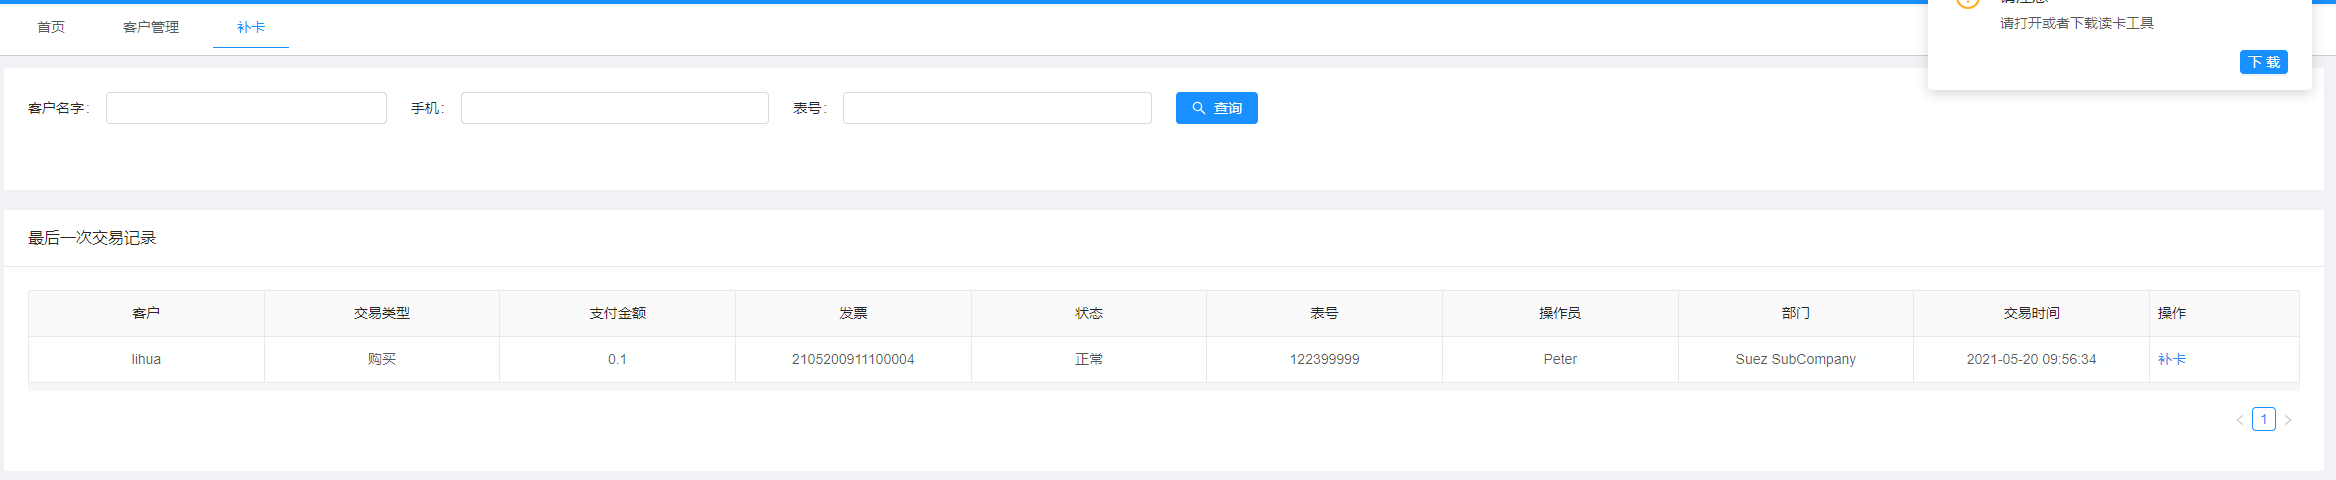 首页 客户管理 补卡
请打开或者下载读卡工具
下 载
客户名字: 手机: 表号: 查询
最后一次交易记录
客户 交易类型 支付金额 发票 状态 表号 操作员 部门 交易时间 操作
lihua 购买 0.1 2105200911100004 正常 122399999 Peter Suez SubCompany 2021-05-20 09:56:34 补卡
1